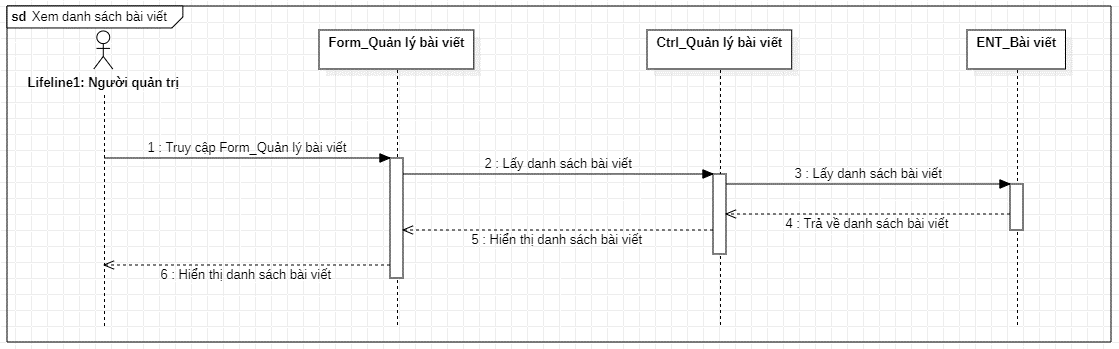 sd Xem danh sách bài viết
Form_Quản lý bài viết
Ctrl_Quản lý bài viết
ENT_Bài viết
Lifeline1: Người quản trị
1 : Truy cập Form_Quản lý bài viết
2 : Lấy danh sách bài viết
3 : Lấy danh sách bài viết
4 : Trả về danh sách bài viết
5 : Hiển thị danh sách bài viết
6 : Hiển thị danh sách bài viết